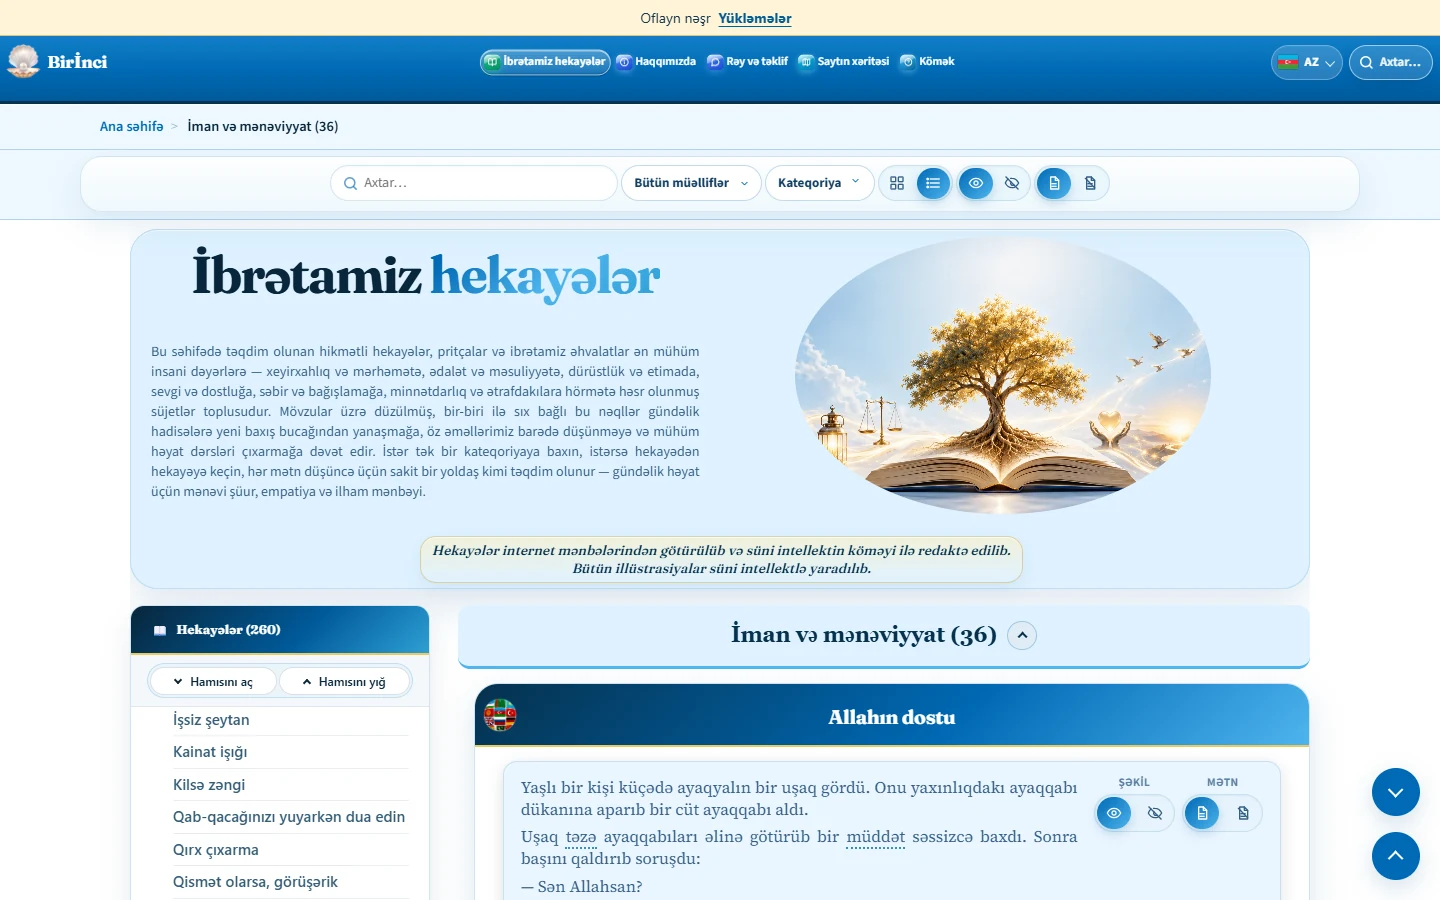 Oflayn nəşr Yükləmələr
Birİnci
İbrətamiz hekayələr Haqqımızda Rəy və təklif Saytın xəritəsi Kömək
AZ
Axtar...
Ana səhifə > İman və mənəviyyat (36)
Axtar...
Bütün müəlliflər
Kateqoriya
İbrətamiz hekayələr
Bu səhifədə təqdim olunan hikmətli hekayələr, pritçalar və ibrətamiz əhvalatlar ən mühüm
insani dəyərlərə — xeyirxahlıq və mərhəmətə, ədalət və məsuliyyətə, dürüstlük və etimada,
sevgi və dostluğa, səbir və bağışlamağa, minnətdarlıq və ətrafdakılara hörmətə həsr olunmuş
süjetlər toplusudur. Mövzular üzrə düzülmüş, bir-biri ilə sıx bağlı bu nəqllər gündəlik
hadisələrə yeni baxış bucağından yanaşmağa, öz əməllərimiz barədə düşünməyə və mühüm
həyat dərsləri çıxarmağa dəvət edir. İstər tək bir kateqoriyaya baxın, istərsə hekayədən
hekayəyə keçin, hər mətn düşüncə üçün sakit bir yoldaş kimi təqdim olunur — gündəlik həyat
üçün mənəvi şüur, empatiya və ilham mənbəyi.
Hekayələr internet mənbələrindən götürülüb və süni intellektin köməyi ilə redaktə edilib.
Bütün illüstrasiyalar süni intellektlə yaradılıb.
Hekayələr (260)
Hamısını aç
Hamısını yığ
İşsiz şeytan
Kainat işığı
Kilsə zəngi
Qab-qacağınızı yuyarkən dua edin
Qırx çıxarma
Qismət olarsa, görüşərik
İman və mənəviyyat (36)
Allahın dostu
Yaşlı bir kişi küçədə ayaqyalın bir uşaq gördü. Onu yaxınlıqdakı ayaqqabı
dükanına aparıb bir cüt ayaqqabı aldı.
Uşaq təzə ayaqqabıları əlinə götürüb bir müddət səssizcə baxdı. Sonra
başını qaldırıb soruşdu:
— Sən Allahsan?
ŞƏKİL
MƏTN